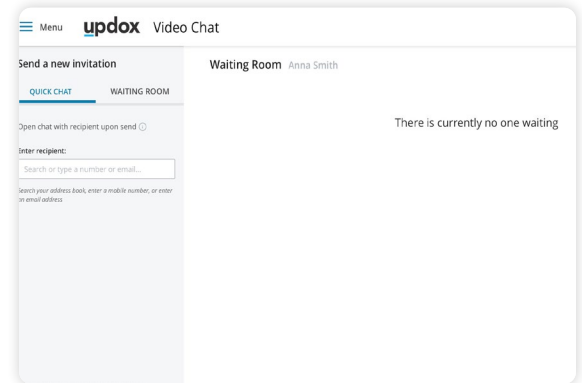 Menu updox Video Chat
Send a new invitation
QUICK CHAT WAITING ROOM
Open chat with recipient upon send
Enter recipient:
Search or type a number or email...
Search your address book, enter a mobile number, or enter
an email address.
Waiting Room Anna Smith
There is currently no one waiting